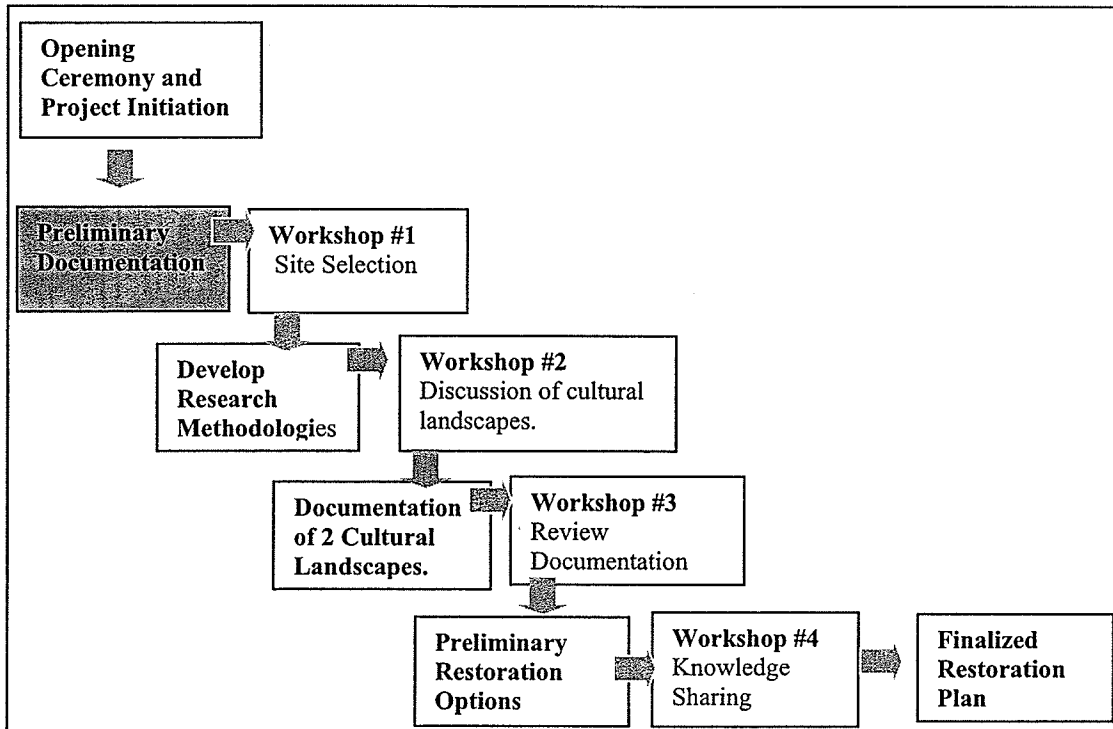 Opening
Ceremony and
Project Initiation
Preliminary
Documentation
Workshop #1
Site Selection
Develop
Research
Methodologies
Workshop #2
Discussion of cultural
landscapes.
Documentation
of 2 Cultural
Landscapes.
Workshop #3
Review
Documentation
Preliminary
Restoration
Options
Workshop #4
Knowledge
Sharing
Finalized
Restoration
Plan